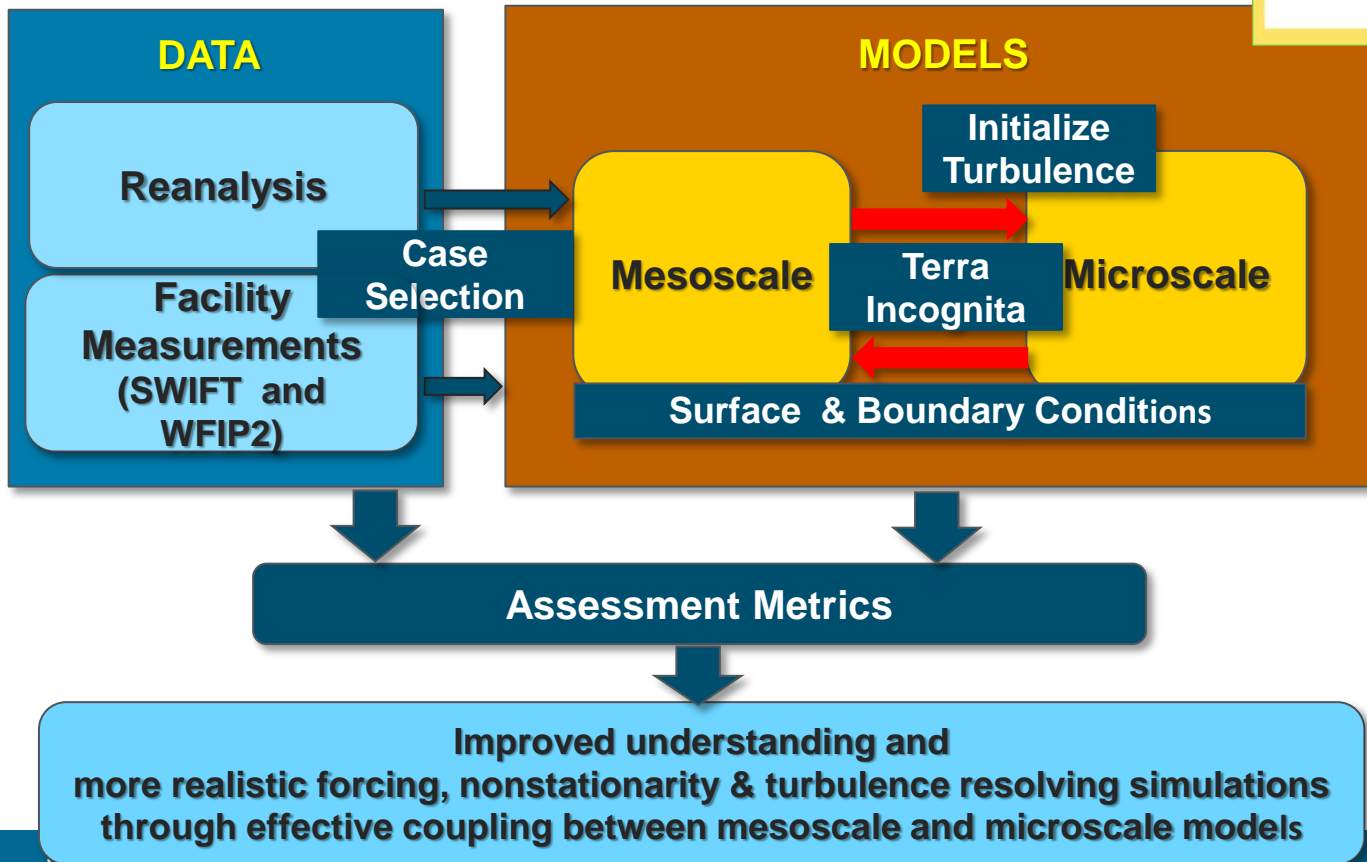 DATA
Reanalysis
Facility
Measurements
(SWIFT and
WFIP2)
Case
Selection
MODELS
Initialize
Turbulence
Mesoscale
Terra
Incognita
Microscale
Surface & Boundary Conditions
Assessment Metrics
Improved understanding and
more realistic forcing, nonstationarity & turbulence resolving simulations
through effective coupling between mesoscale and microscale models